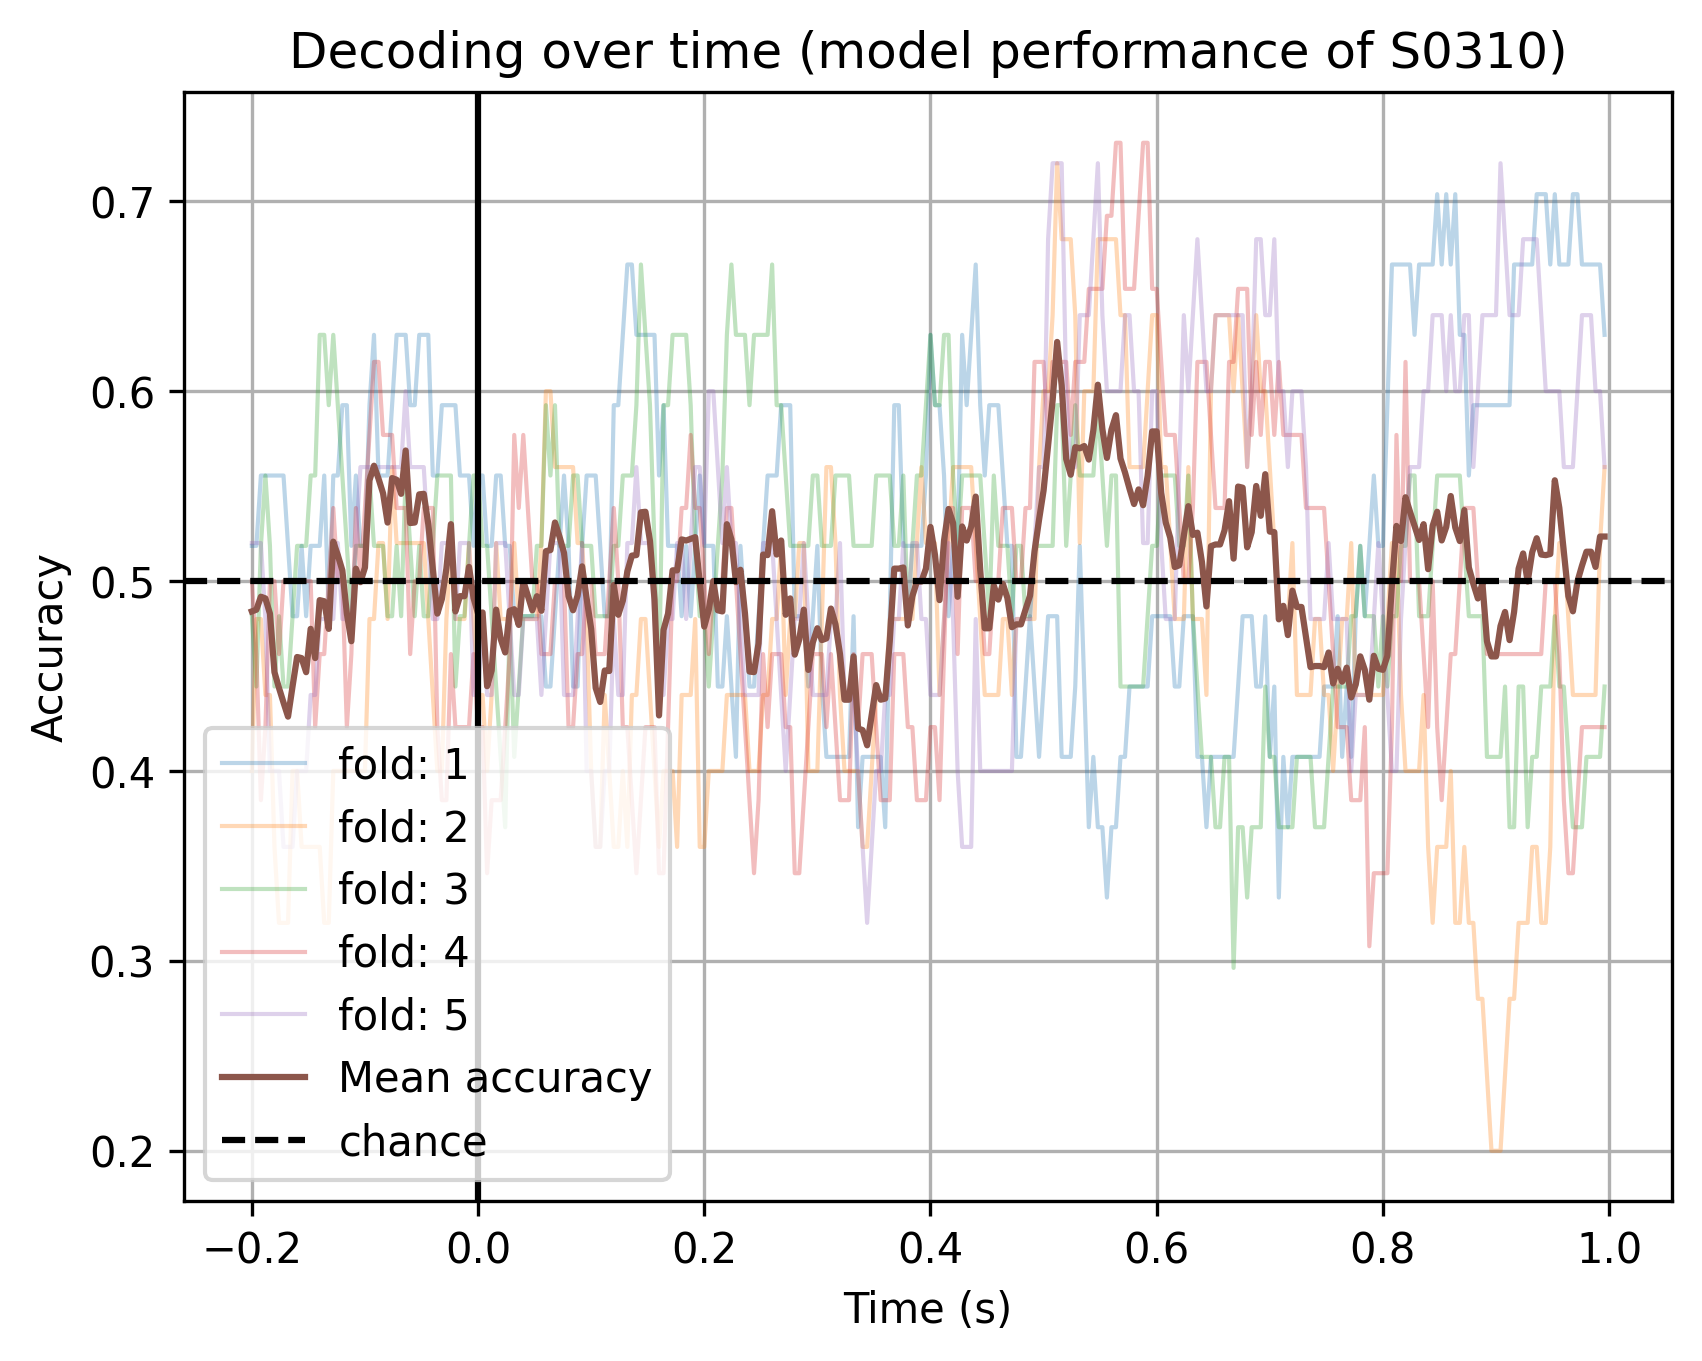 Decoding over time (model performance of S0310)
Accuracy
0.7
0.6
0.5
0.4
0.3
0.2
fold: 1
fold: 2
fold: 3
fold: 4
fold: 5
Mean accuracy
chance
−0.2 0.0 0.2 0.4 0.6 0.8 1.0
Time (s)